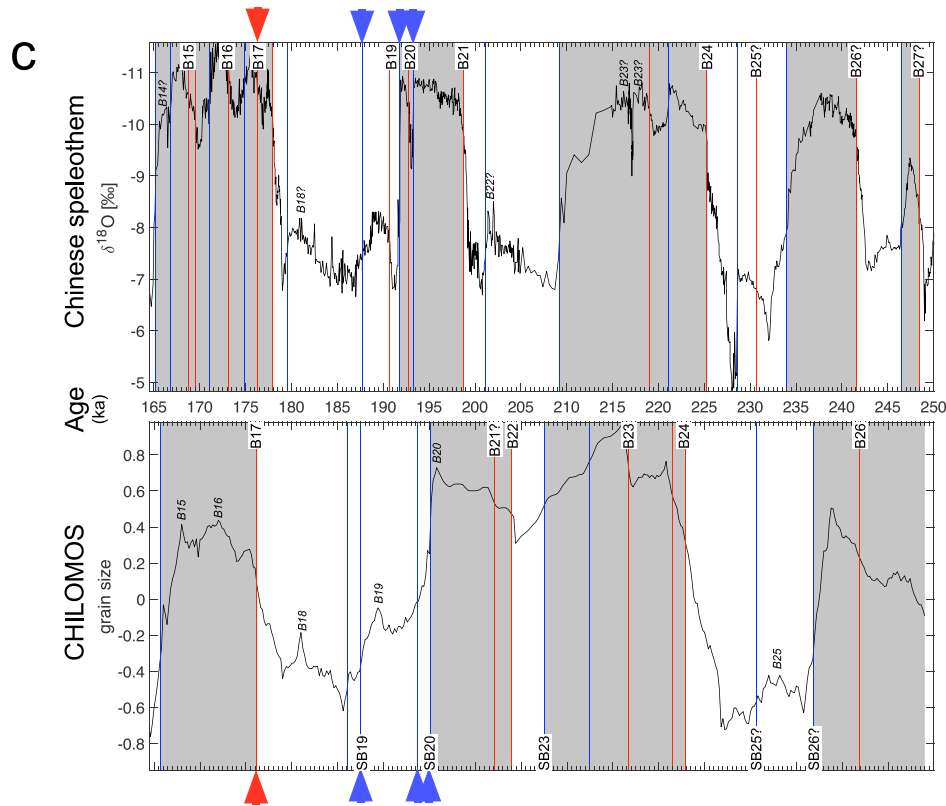 C
B14?
B15
B16
B17
B18?
B19
B20
B21
B22?
B23?
B23?
B24
B25?
B26?
B27?
Chinese speleothem
δ18O [‰]
-11
-10
-9
-8
-7
-6
-5
165 170 175 180 185 190 195 200 205 210 215 220 225 230 235 240 245 250
Age
(ka)
CHILOMOS
grain size
0.8
0.6
0.4
0.2
0
-0.2
-0.4
-0.6
-0.8
B15
B16
B17
B18
B19
B20
B21?
B22
B23
B24
B25
B26
SB19
SB20
SB23
SB25?
SB26?